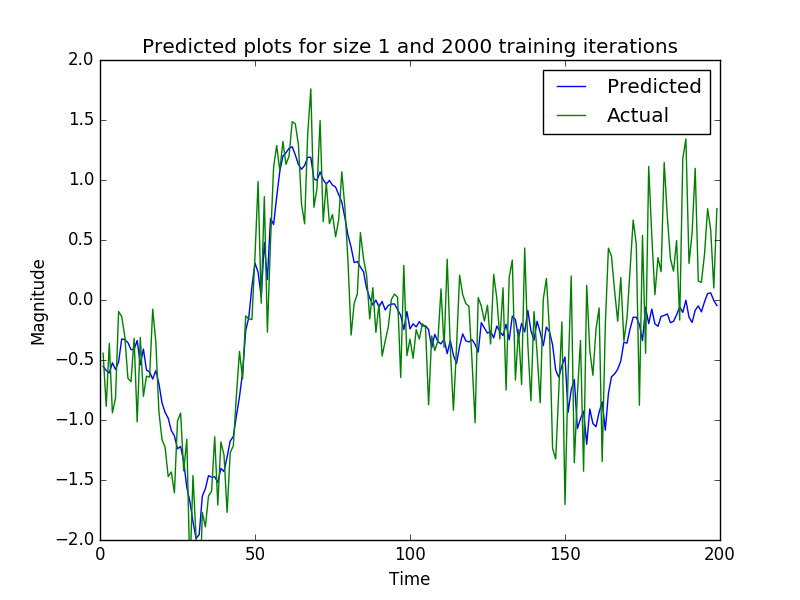 Predicted plots for size 1 and 2000 training iterations
Predicted
Actual
2.0
1.5
1.0
0.5
0.0
−0.5
−1.0
−1.5
−2.0
Magnitude
0 50 100 150 200
Time